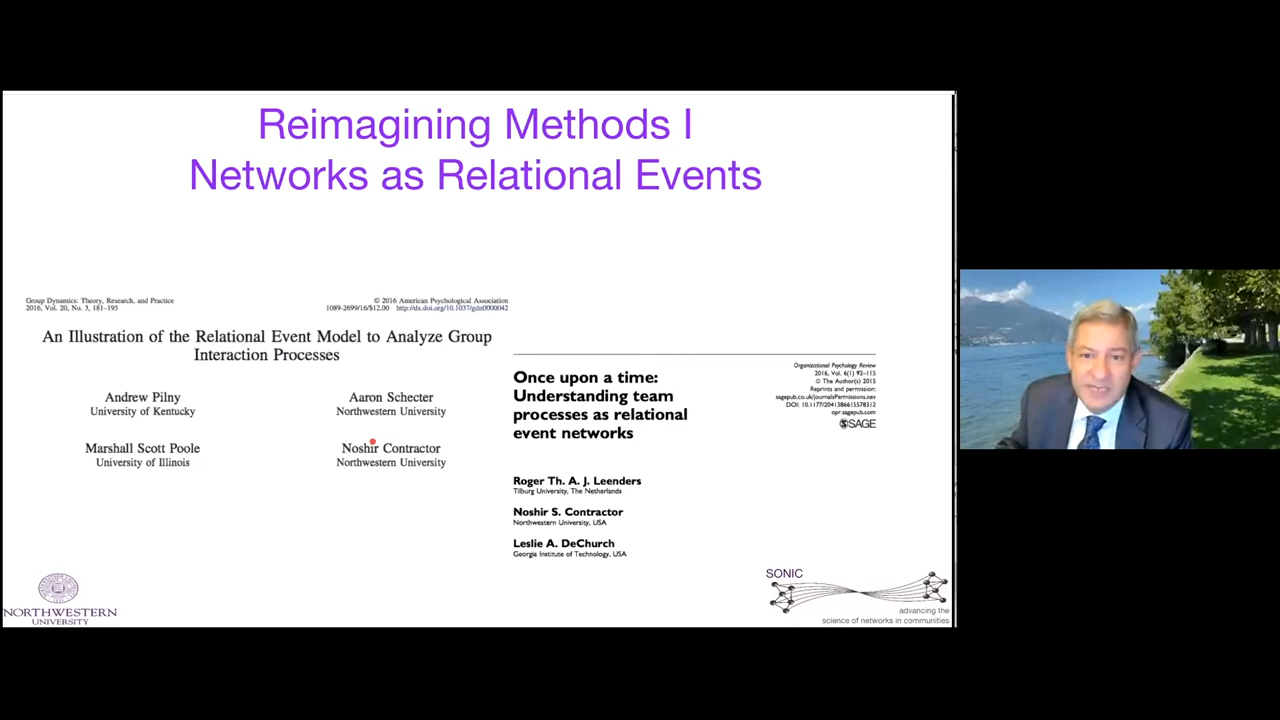 Reimagining Methods I
Networks as Relational Events
Group Dynamics: Theory, Research, and Practice
2016, Vol. 20, No. 3, 181–195
© 2016 American Psychological Association
1089-2699/16/$12.00 http://dx.doi.org/10.1037/gdn0000042
An Illustration of the Relational Event Model to Analyze Group
Interaction Processes
Andrew Pilny
University of Kentucky
Aaron Schecter
Northwestern University
Marshall Scott Poole
University of Illinois
Noshir Contractor
Northwestern University
Organizational Psychology Review
2016, Vol. 6(1) 92–115
© The Author(s) 2015
Reprints and permission:
sagepub.co.uk/journalsPermissions.nav
DOI: 10.1177/2041386615578312
opr.sagepub.com
SAGE
Once upon a time:
Understanding team
processes as relational
event networks
Roger Th. A. J. Leenders
Tilburg University, The Netherlands
Noshir S. Contractor
Northwestern University, USA
Leslie A. DeChurch
Georgia Institute of Technology, USA
NORTHWESTERN
UNIVERSITY
SONIC
advancing the
science of networks in communities